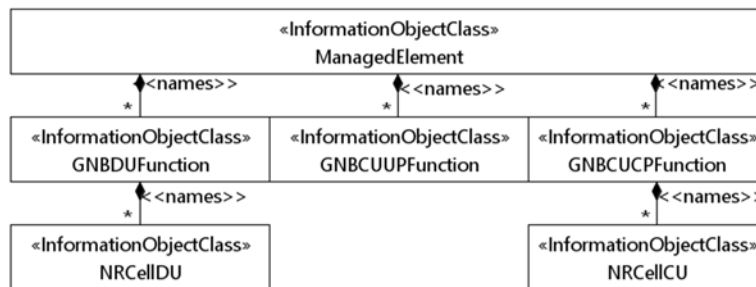 «InformationObjectClass»
ManagedElement
<<names>>
<<names>>
<<names>>
*
*
*
«InformationObjectClass»
GNBDUFunction
«InformationObjectClass»
GNBCUUPFunction
«InformationObjectClass»
GNBCUCPFunction
<<names>>
<<names>>
*
*
«InformationObjectClass»
NRCellDU
«InformationObjectClass»
NRCellCU